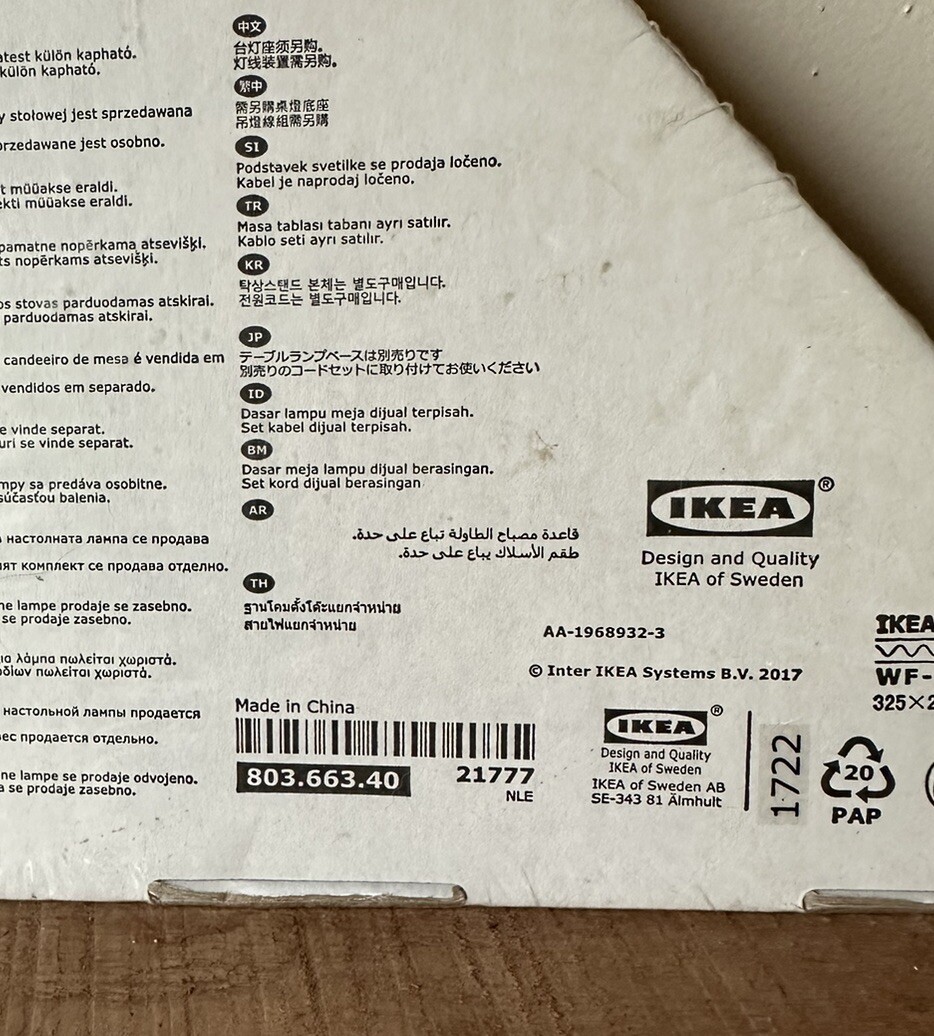 atest külön kapható.
külön kapható.
y stołowej jest sprzedawana
przedawane jest osobno.
t müüakse eraldi.
ekti müüakse eraldi.
pamatne nopērkama atsevišķi.
ts nopērkams atsevišķi.
os stovas parduodamas atskirai.
parduodamas atskirai.
candeeiro de mesa é vendida em
vendidos em separado.
e vinde separat.
uri se vinde separat.
mpy sa predáva osobitne.
súčasťou balenia.
настолната лампа се продава
ят комплект се продава отделно.
ne lampe prodaje se zasebno.
se prodaje zasebno.
ια λάμπα πωλείται χωριστά.
δίων πωλείται χωριστά.
настольной лампы продается
вес продается отдельно.
ne lampe se prodaje odvojeno.
a se prodaje zasebno.
中文
台灯座须另购。
灯线装置需另购。
繁中
需另購桌燈底座
吊燈線組需另購
SI
Podstavek svetilke se prodaja ločeno.
Kabel je naprodaj ločeno.
TR
Masa tablası tabanı ayrı satılır.
Kablo seti ayrı satılır.
KR
탁상스탠드 본체는 별도구매입니다.
전원코드는 별도구매입니다.
JP
テーブルランプベースは別売りです
別売りのコードセットに取り付けてお使いください
ID
Dasar lampu meja dijual terpisah.
Set kabel dijual terpisah.
BM
Dasar meja lampu dijual berasingan.
Set kord dijual berasingan
AR
قاعدة مصباح الطاولة تباع على حدة.
طقم الأسلاك يباع على حدة.
TH
ฐานโคมตั้งโต๊ะแยกจำหน่าย
สายไฟแยกจำหน่าย
IKEA®
Design and Quality
IKEA of Sweden
AA-1968932-3
© Inter IKEA Systems B.V. 2017
IKEA
WF-
325×2
Made in China
803.663.40
21777
NLE
IKEA®
Design and Quality
IKEA of Sweden
IKEA of Sweden AB
SE-343 81 Älmhult
1722
20
PAP